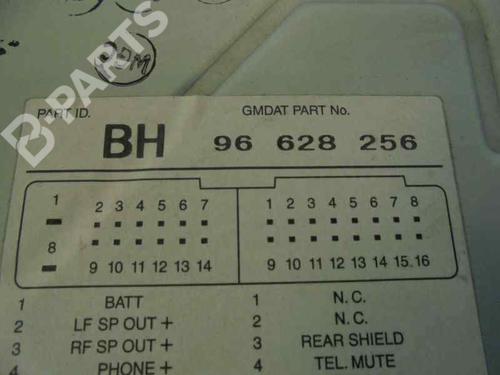 B-PARTS
PART ID. GMDAT PART No.
BH 96 628 256
1 2 3 4 5 6 7 1 2 3 4 5 6 7 8
8 9 10 11 12 13 14 9 10 11 12 13 14 15 16
1 BATT 1 N.C.
2 LF SP OUT + 2 N.C.
3 RF SP OUT + 3 REAR SHIELD
4 PHONE + 4 TEL. MUTE